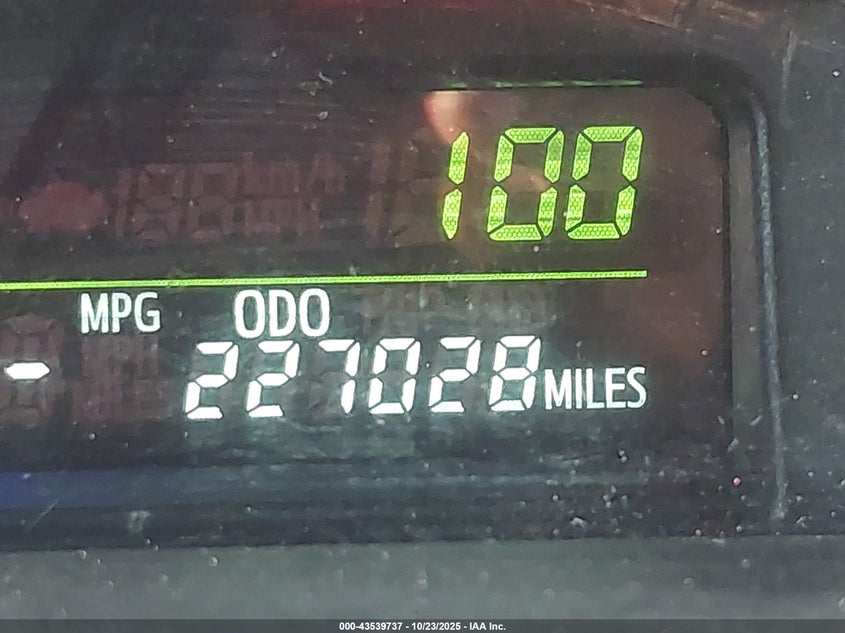 100
MPG ODO
- 227028 MILES
000-43539737 - 10/23/2025 - IAA Inc.